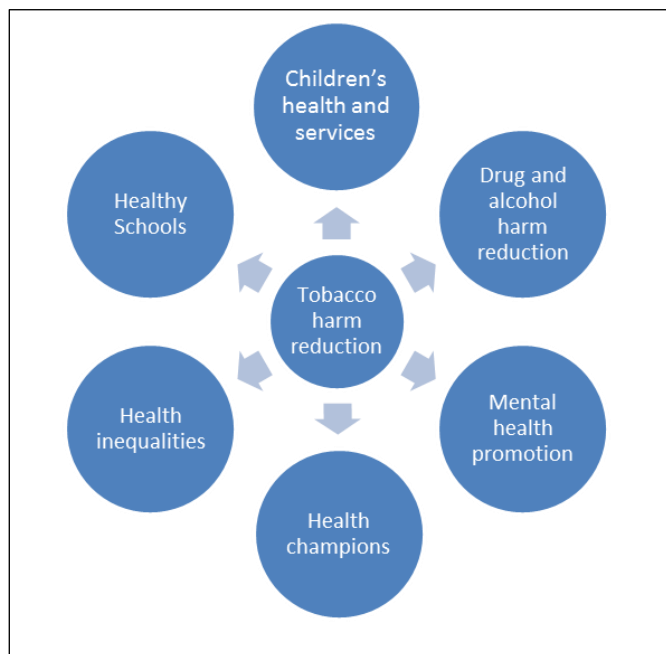 Children's
health and
services
Drug and
alcohol
harm
reduction
Mental
health
promotion
Health
champions
Health
inequalities
Healthy
Schools
Tobacco
harm
reduction